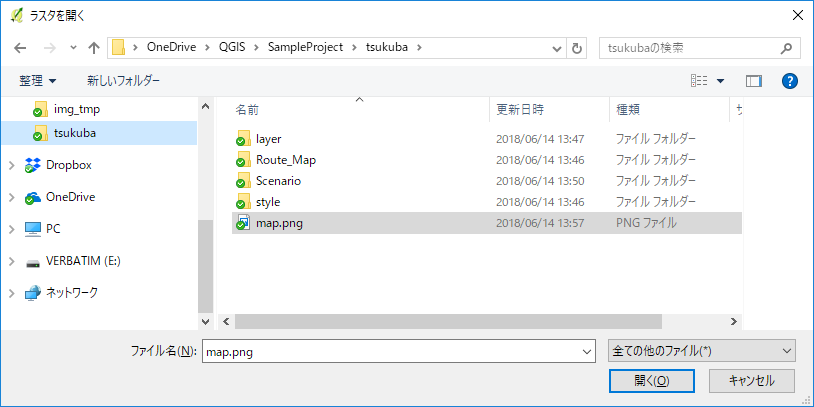 ラスタを開く
OneDrive › QGIS › SampleProject › tsukuba ›
tsukubaの検索
整理 新しいフォルダー
img_tmp
tsukuba
Dropbox
OneDrive
PC
VERBATIM (E:)
ネットワーク
名前 更新日時 種類 サ
layer 2018/06/14 13:47 ファイル フォルダー
Route_Map 2018/06/14 13:46 ファイル フォルダー
Scenario 2018/06/14 13:50 ファイル フォルダー
style 2018/06/14 13:46 ファイル フォルダー
map.png 2018/06/14 13:57 PNG ファイル
ファイル名(N): map.png 全ての他のファイル(*)
開く(O) キャンセル